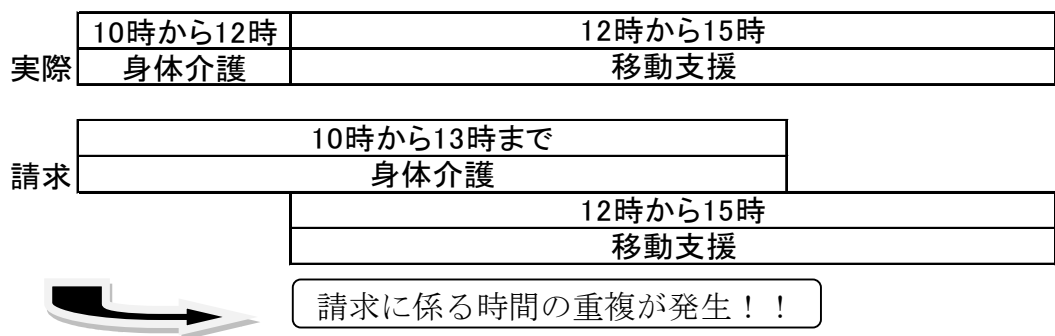 10時から12時 12時から15時
実際 身体介護 移動支援
10時から13時まで
請求 身体介護
12時から15時
移動支援
請求に係る時間の重複が発生！！